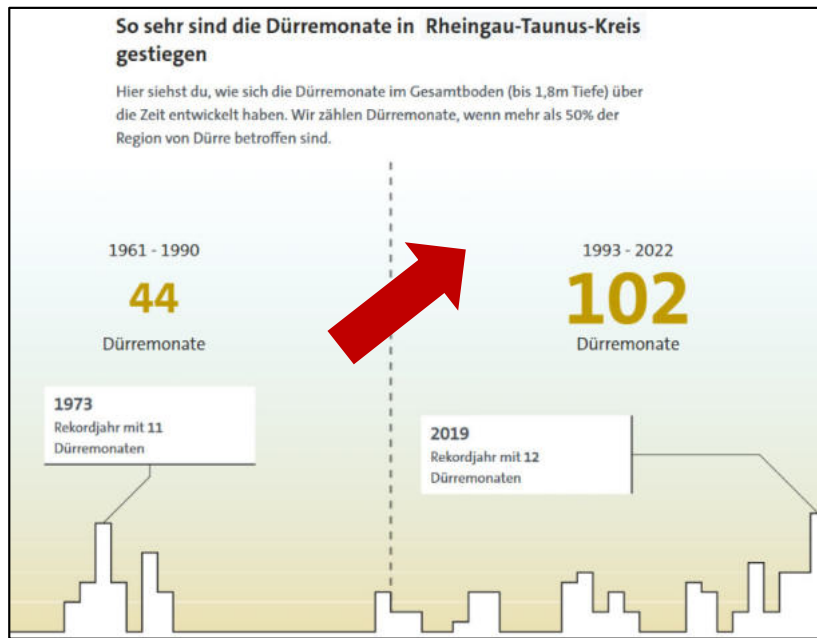 So sehr sind die Dürremonate in Rheingau-Taunus-Kreis
gestiegen
Hier siehst du, wie sich die Dürremonate im Gesamtboden (bis 1,8m Tiefe) über
die Zeit entwickelt haben. Wir zählen Dürremonate, wenn mehr als 50% der
Region von Dürre betroffen sind.
1961 - 1990
44
Dürremonate
1993 - 2022
102
Dürremonate
1973
Rekordjahr mit 11
Dürremonaten
2019
Rekordjahr mit 12
Dürremonaten